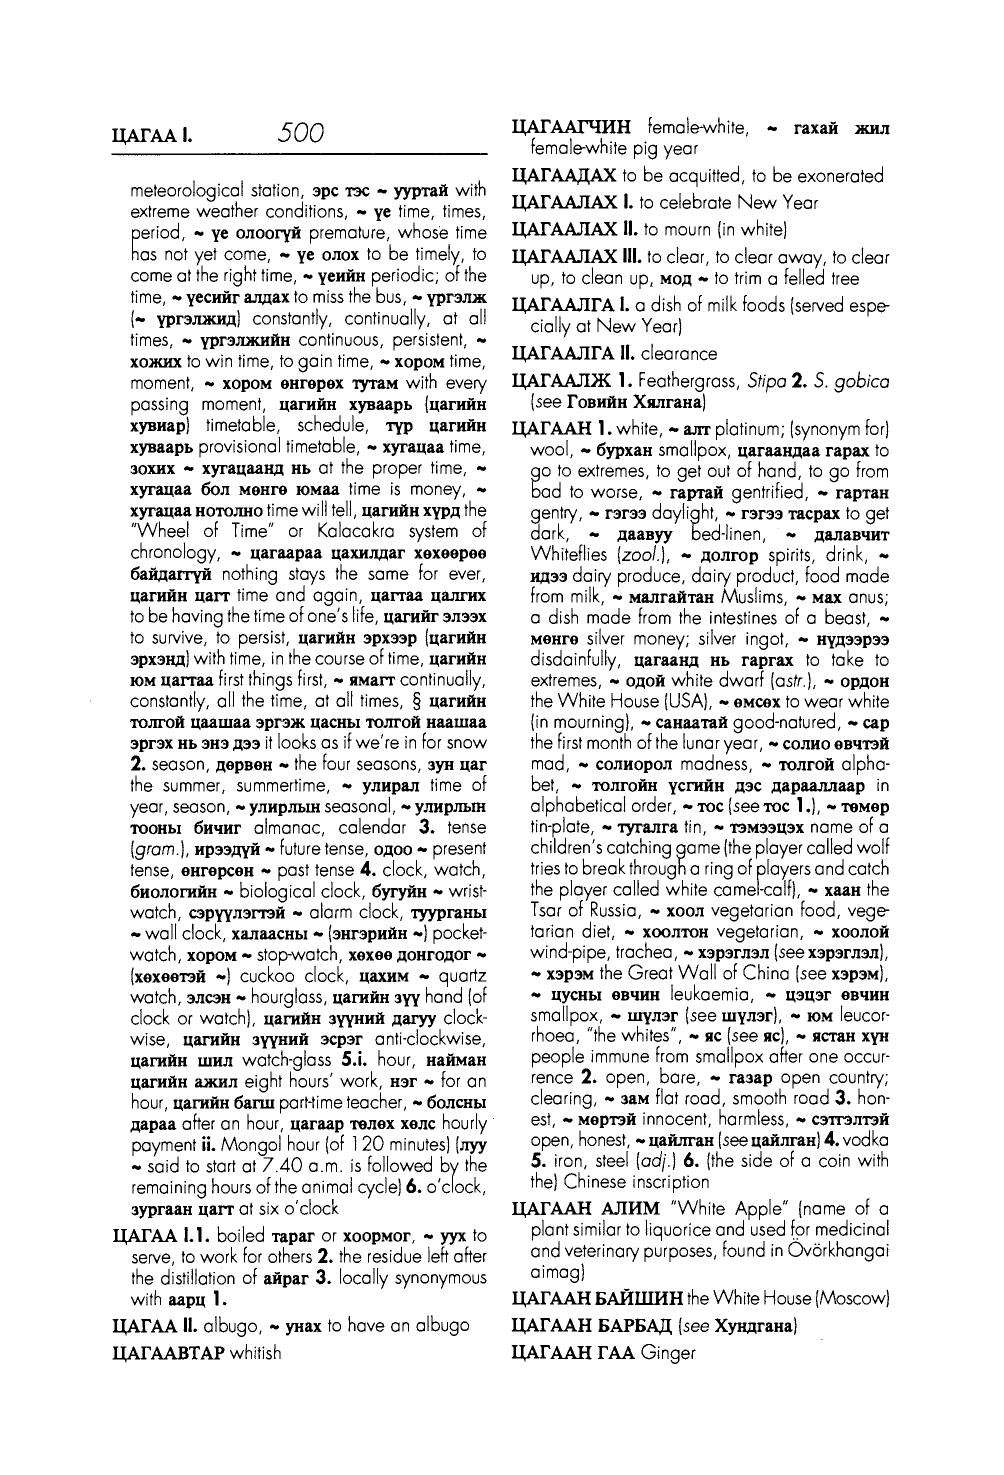 ЦАГАА I. 500
meteorological station, эрс тэс ~ ууртай with
extreme weather conditions, ~ үе time, times,
period, ~ үе олоогүй premature, whose time
has not yet come, ~ үе олох to be timely, to
come at the right time, ~ үеийн periodic; of the
time, ~ үесийг алдах to miss the bus, ~ үргэлж
(~ үргэлжид) constantly, continually, at all
times, ~ үргэлжийн continuous, persistent, ~
хожих to win time, to gain time, ~ хором time,
moment, ~ хором өнгөрөх тутам with every
passing moment, цагийн хуваарь (цагийн
хувиар) timetable, schedule, түр цагийн
хуваарь provisional timetable, ~ хугацаа time,
зохих ~ хугацаанд нь at the proper time, ~
хугацаа бол мөнгө юмаа time is money, ~
хугацаа нотолно time will tell, цагийн хүрд the
"Wheel of Time" or Kalacakra system of
chronology, ~ цагаараа цахилдаг хөхөөрөө
байдаггүй nothing stays the same for ever,
цагийн цагт time and again, цагтаа цалгих
to be having the time of one's life, цагийг элээх
to survive, to persist, цагийн эрхээр (цагийн
эрхэнд) with time, in the course of time, цагийн
юм цагтаа first things first, ~ ямагт continually,
constantly, all the time, at all times, § цагийн
толгой цаашаа эргэж цасны толгой наашаа
эргэх нь энэ дээ it looks as if we're in for snow
2. season, дөрвөн ~ the four seasons, зун цаг
the summer, summertime, ~ улирал time of
year, season, ~ улирлын seasonal, ~ улирлын
тооны бичиг almanac, calendar 3. tense
(gram.), ирээдүй ~ future tense, одоо ~ present
tense, өнгөрсөн ~ past tense 4. clock, watch,
биологийн ~ biological clock, бугуйн ~ wrist-
watch, сэрүүлэгтэй ~ alarm clock, туурганы
~ wall clock, халаасны ~ (энгэрийн ~) pocket-
watch, хором ~ stop-watch, хөхөө донгодог ~
(хөхөөтэй ~) cuckoo clock, цахим ~ quartz
watch, элсэн ~ hourglass, цагийн зүү hand (of
clock or watch), цагийн зүүний дагуу clock-
wise, цагийн зүүний эсрэг anti-clockwise,
цагийн шил watch-glass 5.i. hour, найман
цагийн ажил eight hours' work, нэг ~ for an
hour, цагийн багш part-time teacher, ~ болсны
дараа after an hour, цагаар төлөх хөлс hourly
payment ii. Mongol hour (of 120 minutes) (луу
~ said to start at 7.40 a.m. is followed by the
remaining hours of the animal cycle) 6. o'clock,
зургаан цагт at six o'clock
ЦАГАА I.1. boiled тараг or хоормог, ~ уух to
serve, to work for others 2. the residue left after
the distillation of айраг 3. locally synonymous
with аарц 1.
ЦАГАА II. albugo, ~ унах to have an albugo
ЦАГААВТАР whitish
ЦАГААГЧИН female-white, ~ гахай жил
female-white pig year
ЦАГААДАХ to be acquitted, to be exonerated
ЦАГААЛАХ I. to celebrate New Year
ЦАГААЛАХ II. to mourn (in white)
ЦАГААЛАХ III. to clear, to clear away, to clear
up, to clean up, мод ~ to trim a felled tree
ЦАГААЛГА I. a dish of milk foods (served espe-
cially at New Year)
ЦАГААЛГА II. clearance
ЦАГААЛЖ 1. Feathergrass, Stipa 2. S. gobica
(see Говийн Хялгана)
ЦАГААН 1. white, ~ алт platinum; (synonym for)
wool, ~ бурхан smallpox, цагаандаа гарах to
go to extremes, to get out of hand, to go from
bad to worse, ~ гартай gentrified, ~ гартан
gentry, ~ гэгээ daylight, ~ гэгээ тасрах to get
dark, ~ даавуу bed-linen, ~ далавчит
Whiteflies (zool.), ~ долгор spirits, drink, ~
идээ dairy produce, dairy product, food made
from milk, ~ малгайтан Muslims, ~ мах anus;
a dish made from the intestines of a beast, ~
мөнгө silver money; silver ingot, ~ нүдээрээ
disdainfully, цагаанд нь гаргах to take to
extremes, ~ одой white dwarf (astr.), ~ ордон
the White House (USA), ~ өмсөх to wear white
(in mourning), ~ санаатай good-natured, ~ сар
the first month of the lunar year, ~ солио өвчтэй
mad, ~ солиорол madness, ~ толгой alpha-
bet, ~ толгойн үсгийн дэс дарааллаар in
alphabetical order, ~ тос (see тос 1.), ~ төмөр
tin-plate, ~ тугалга tin, ~ тэмээцэх name of a
children's catching game (the player called wolf
tries to break through a ring of players and catch
the player called white camel-calf), ~ хаан the
Tsar of Russia, ~ хоол vegetarian food, vege-
tarian diet, ~ хоолтон vegetarian, ~ хоолой
wind-pipe, trachea, ~ хэрэглэл (see хэрэглэл),
~ хэрэм the Great Wall of China (see хэрэм),
~ цусны өвчин leukaemia, ~ цэцэг өвчин
smallpox, ~ шүлэг (see шүлэг), ~ юм leucor-
rhoea, "the whites", ~ яс (see яс), ~ ястан хүн
people immune from smallpox after one occur-
rence 2. open, bare, ~ газар open country;
clearing, ~ зам flat road, smooth road 3. hon-
est, ~ мөртэй innocent, harmless, ~ сэтгэлтэй
open, honest, ~ цайлган (see цайлган) 4. vodka
5. iron, steel (adj.) 6. (the side of a coin with
the) Chinese inscription
ЦАГААН АЛИМ "White Apple" (name of a
plant similar to liquorice and used for medicinal
and veterinary purposes, found in Övörkhangai
aimag)
ЦАГААН БАЙШИН the White House (Moscow)
ЦАГААН БАРБАД (see Хундгана)
ЦАГААН ГАА Ginger